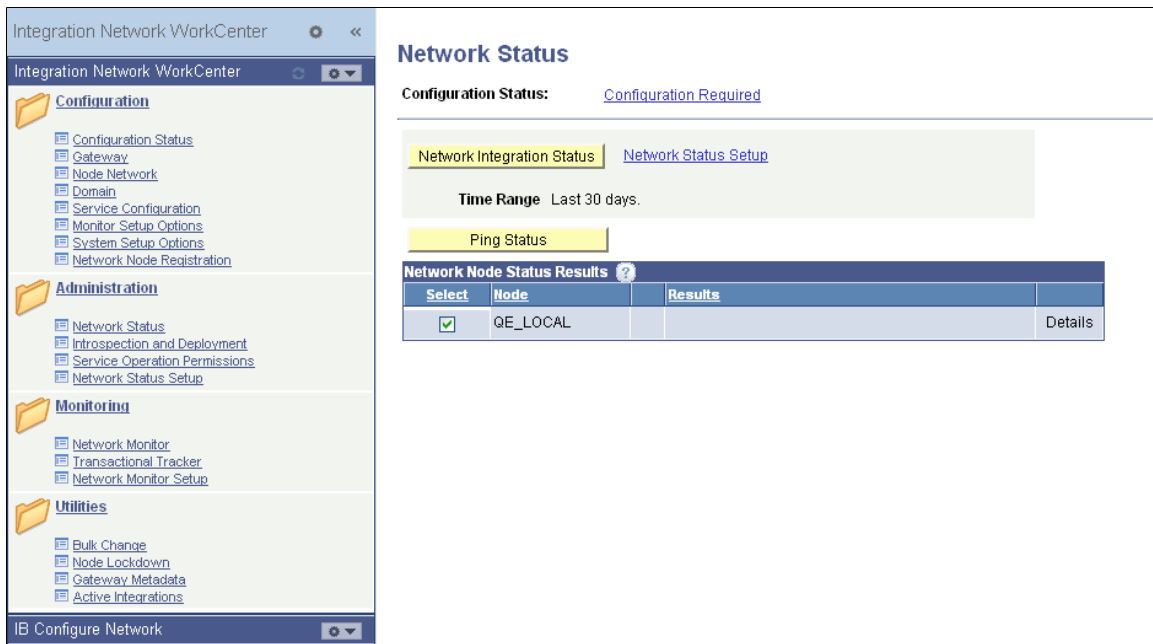 Integration Network WorkCenter
Integration Network WorkCenter
Configuration
Configuration Status
Gateway
Node Network
Domain
Service Configuration
Monitor Setup Options
System Setup Options
Network Node Registration
Administration
Network Status
Introspection and Deployment
Service Operation Permissions
Network Status Setup
Monitoring
Network Monitor
Transactional Tracker
Network Monitor Setup
Utilities
Bulk Change
Node Lockdown
Gateway Metadata
Active Integrations
IB Configure Network
Network Status
Configuration Status: Configuration Required
Network Integration Status Network Status Setup
Time Range Last 30 days.
Ping Status
Network Node Status Results ?
Select Node Results
QE_LOCAL Details